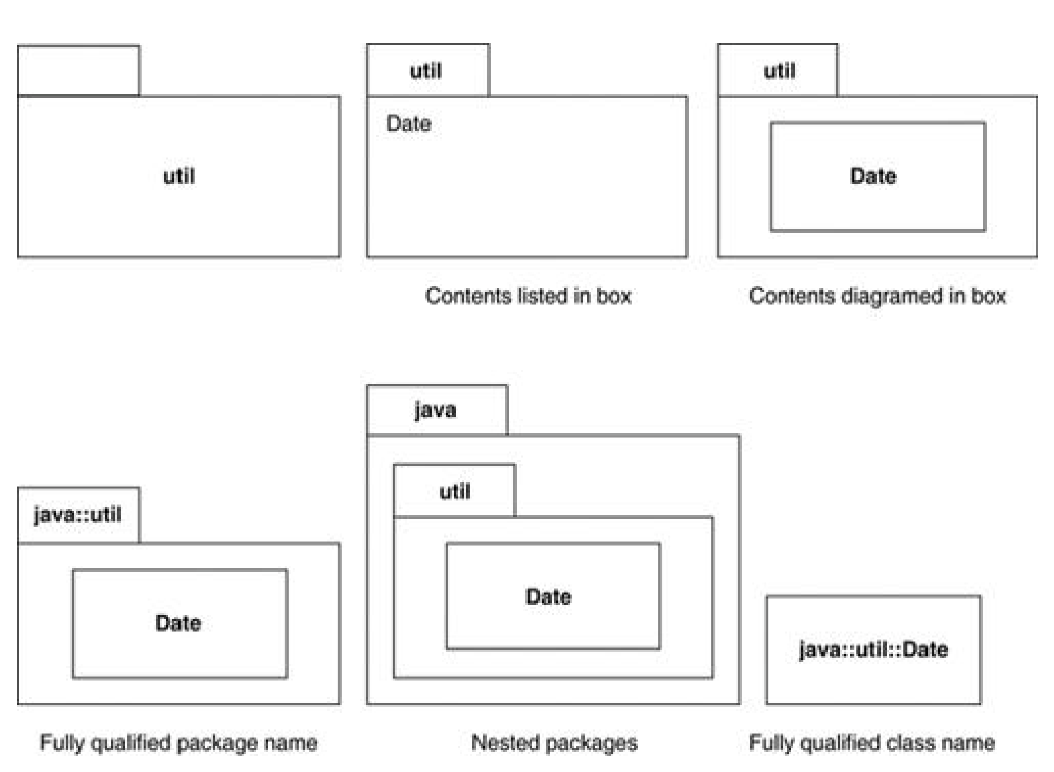 util
util
Date
util
Date
Contents listed in box
Contents diagramed in box
java::util
Date
Fully qualified package name
java
util
Date
Nested packages
java::util::Date
Fully qualified class name